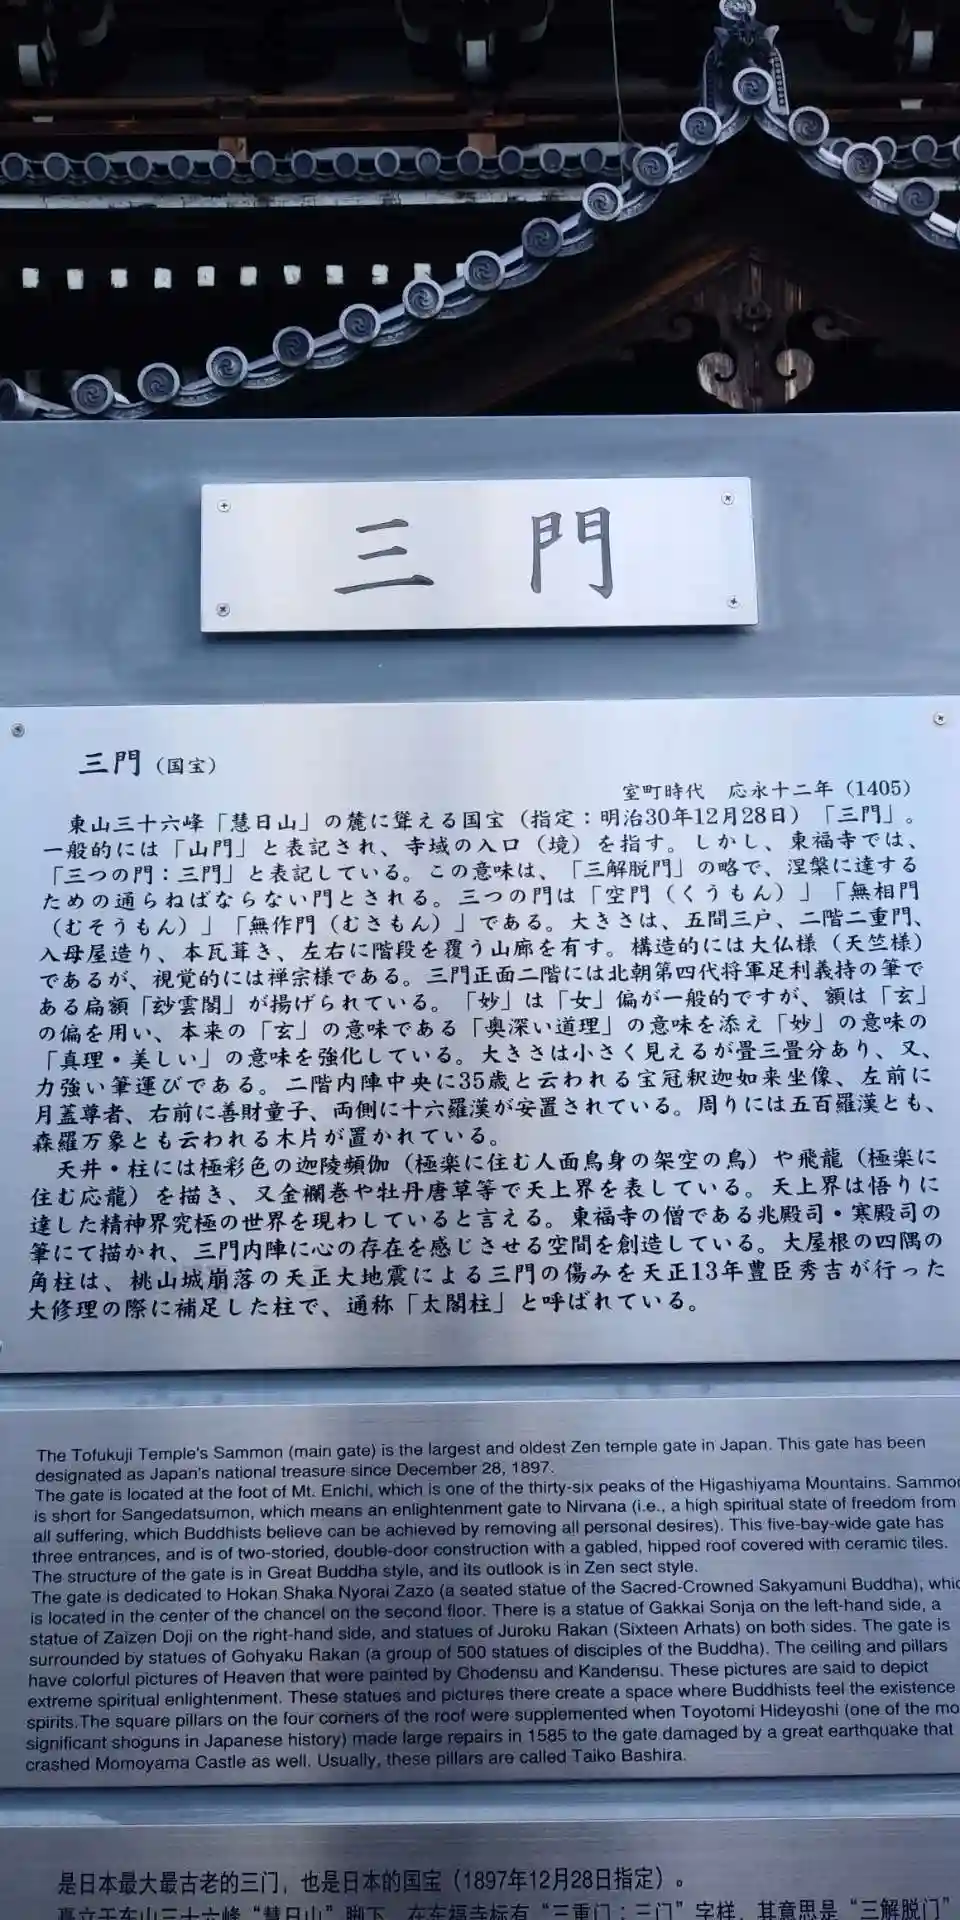 三門
三門（国宝）
室町時代　応永十二年（1405）
東山三十六峰「慧日山」の麓に聳える国宝（指定：明治30年12月28日）「三門」。
一般的には「山門」と表記され、寺域の入口（境）を指す。しかし、東福寺では、
「三つの門：三門」と表記している。この意味は、「三解脱門」の略で、涅槃に達する
ための通らねばならない門とされる。三つの門は「空門（くうもん）」「無相門
（むそうもん）」「無作門（むさもん）」である。大きさは、五間三戸、二階二重門、
入母屋造り、本瓦葺き、左右に階段を覆う山廊を有す。構造的には大仏様（天竺様）
であるが、視覚的には禅宗様である。三門正面二階には北朝第四代将軍足利義持の筆で
ある扁額「玅雲閣」が揚げられている。「妙」は「女」偏が一般的ですが、額は「玄」
の偏を用い、本来の「玄」の意味である「奥深い道理」の意味を添え「妙」の意味の
「真理・美しい」の意味を強化している。大きさは小さく見えるが畳三畳分あり、又、
力強い筆運びである。二階内陣中央に35歳と云われる宝冠釈迦如来坐像、左前に
月蓋尊者、右前に善財童子、両側に十六羅漢が安置されている。周りには五百羅漢とも、
森羅万象とも云われる木片が置かれている。
天井・柱には極彩色の迦陵頻伽（極楽に住む人面鳥身の架空の鳥）や飛龍（極楽に
住む応龍）を描き、又金襴巻や牡丹唐草等で天上界を表している。天上界は悟りに
達した精神界究極の世界を現わしていると言える。東福寺の僧である兆殿司・寒殿司の
筆にて描かれ、三門内陣に心の存在を感じさせる空間を創造している。大屋根の四隅の
角柱は、桃山城崩落の天正大地震による三門の傷みを天正13年豊臣秀吉が行った
大修理の際に補足した柱で、通称「太閤柱」と呼ばれている。
The Tofukuji Temple's Sammon (main gate) is the largest and oldest Zen temple gate in Japan. This gate has been
designated as Japan's national treasure since December 28, 1897.
The gate is located at the foot of Mt. Enichi, which is one of the thirty-six peaks of the Higashiyama Mountains. Sammon
is short for Sangedatsumon, which means an enlightenment gate to Nirvana (i.e., a high spiritual state of freedom from
all suffering, which Buddhists believe can be achieved by removing all personal desires). This five-bay-wide gate has
three entrances, and is of two-storied, double-door construction with a gabled, hipped roof covered with ceramic tiles.
The structure of the gate is in Great Buddha style, and its outlook is in Zen sect style.
The gate is dedicated to Hokan Shaka Nyorai Zazo (a seated statue of the Sacred-Crowned Sakyamuni Buddha), whic
is located in the center of the chancel on the second floor. There is a statue of Gakkai Sonja on the left-hand side, a
statue of Zaizen Doji on the right-hand side, and statues of Juroku Rakan (Sixteen Arhats) on both sides. The gate is
surrounded by statues of Gohyaku Rakan (a group of 500 statues of disciples of the Buddha). The ceiling and pillars
have colorful pictures of Heaven that were painted by Chodensu and Kandensu. These pictures are said to depict
extreme spiritual enlightenment. These statues and pictures there create a space where Buddhists feel the existence
spirits.The square pillars on the four corners of the roof were supplemented when Toyotomi Hideyoshi (one of the mo
significant shoguns in Japanese history) made large repairs in 1585 to the gate damaged by a great earthquake that
crashed Momoyama Castle as well. Usually, these pillars are called Taiko Bashira.
是日本最大最古老的三门，也是日本的国宝（1897年12月28日指定）。
矗立于东山三十六峰“慧日山”脚下，在东福寺标有“三重门：三门”字样，其意思是“三解脱门”